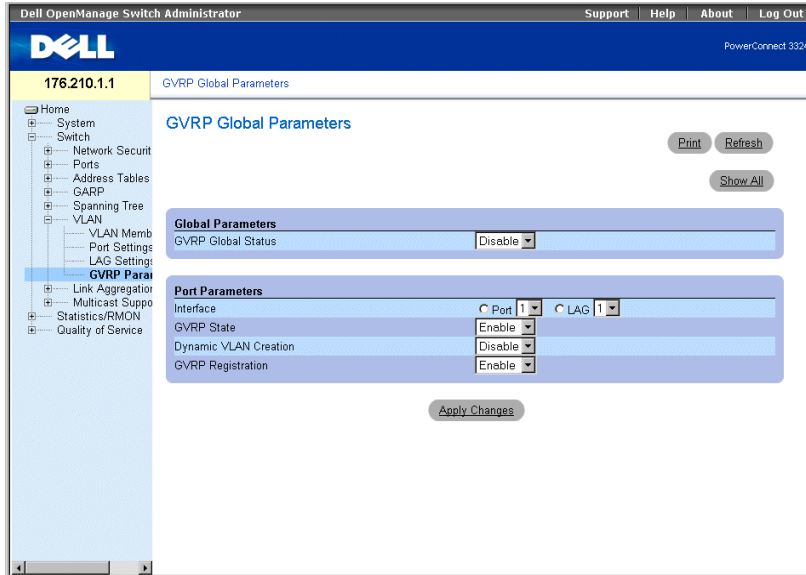 Dell OpenManage Switch Administrator
Support Help About Log Out
DELL
PowerConnect 3324
176.210.1.1
GVRP Global Parameters
Home
System
Switch
Network Securit
Ports
Address Tables
GARP
Spanning Tree
VLAN
VLAN Memb
Port Settings
LAG Settings
GVRP Parar
Link Aggregation
Multicast Suppo
Statistics/RMON
Quality of Service
GVRP Global Parameters
Print Refresh
Show All
Global Parameters
GVRP Global Status Disable
Port Parameters
Interface Port 1 LAG 1
GVRP State Enable
Dynamic VLAN Creation Disable
GVRP Registration Enable
Apply Changes